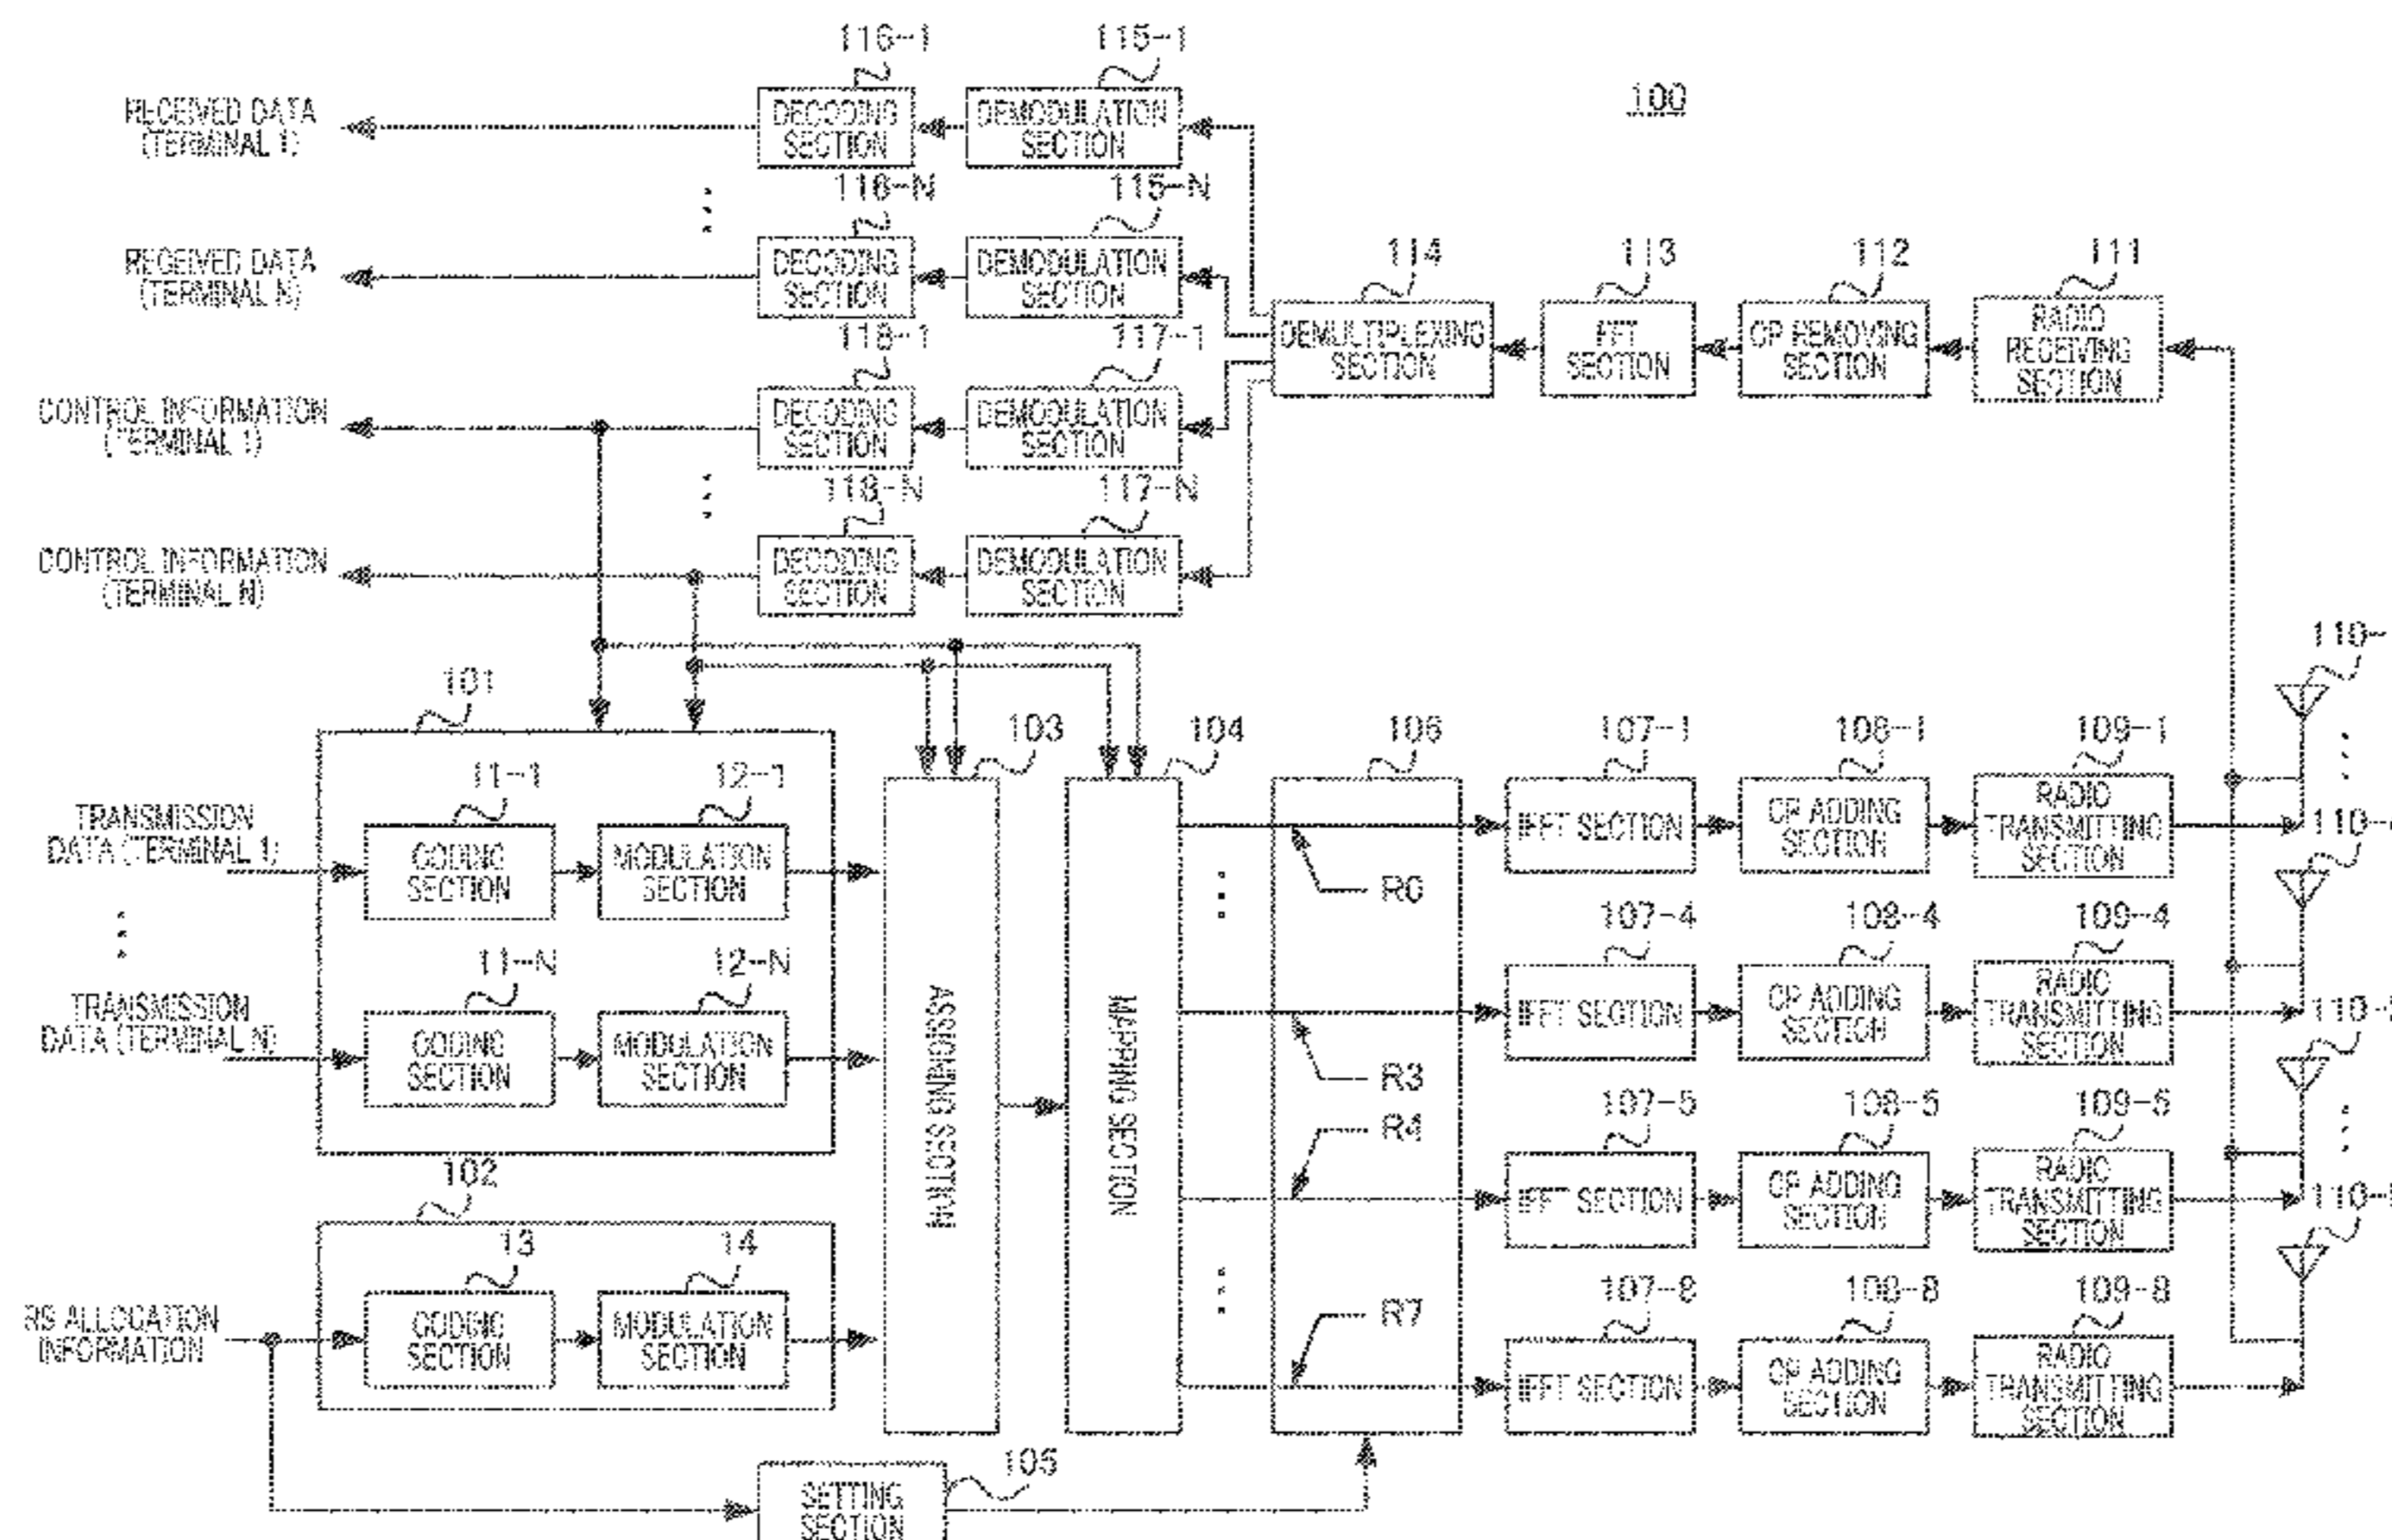 100
116-1
115-1
RECEIVED DATA
(TERMINAL 1)
DECODING
SECTION
DEMODULATION
SECTION
116-N
115-N
RECEIVED DATA
(TERMINAL N)
DECODING
SECTION
DEMODULATION
SECTION
114
113
112
111
DEMULTIPLEXING
SECTION
FFT
SECTION
CP REMOVING
SECTION
RADIO
RECEIVING
SECTION
118-1
117-1
CONTROL INFORMATION
(TERMINAL 1)
DECODING
SECTION
DEMODULATION
SECTION
118-N
117-N
CONTROL INFORMATION
(TERMINAL N)
DECODING
SECTION
DEMODULATION
SECTION
101
11-1
12-1
TRANSMISSION
DATA (TERMINAL 1)
CODING
SECTION
MODULATION
SECTION
11-N
12-N
TRANSMISSION
DATA (TERMINAL N)
CODING
SECTION
MODULATION
SECTION
102
13
14
RS ALLOCATION
INFORMATION
CODING
SECTION
MODULATION
SECTION
103
ASSIGNING SECTION
104
MAPPING SECTION
106
R0
R3
R4
R7
105
SETTING
SECTION
107-1
108-1
109-1
110-
IFFT SECTION
CP ADDING
SECTION
RADIO
TRANSMITTING
SECTION
107-4
108-4
109-4
110-
IFFT SECTION
CP ADDING
SECTION
RADIO
TRANSMITTING
SECTION
107-5
108-5
109-5
110-
IFFT SECTION
CP ADDING
SECTION
RADIO
TRANSMITTING
SECTION
107-8
108-8
109-8
110-
IFFT SECTION
CP ADDING
SECTION
RADIO
TRANSMITTING
SECTION